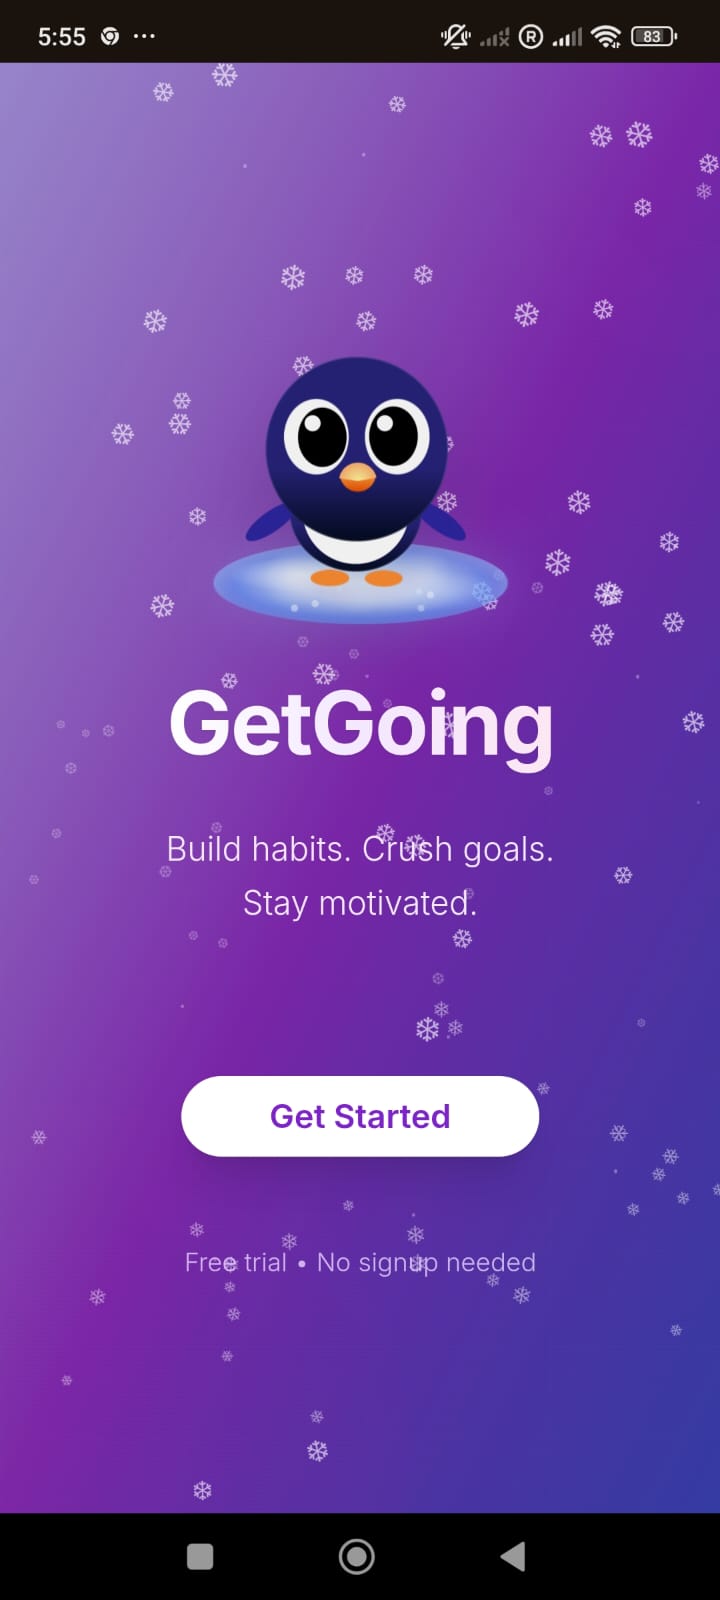 5:55
R
83
GetGoing
Build habits. Crush goals.
Stay motivated.
Get Started
Free trial • No signup needed